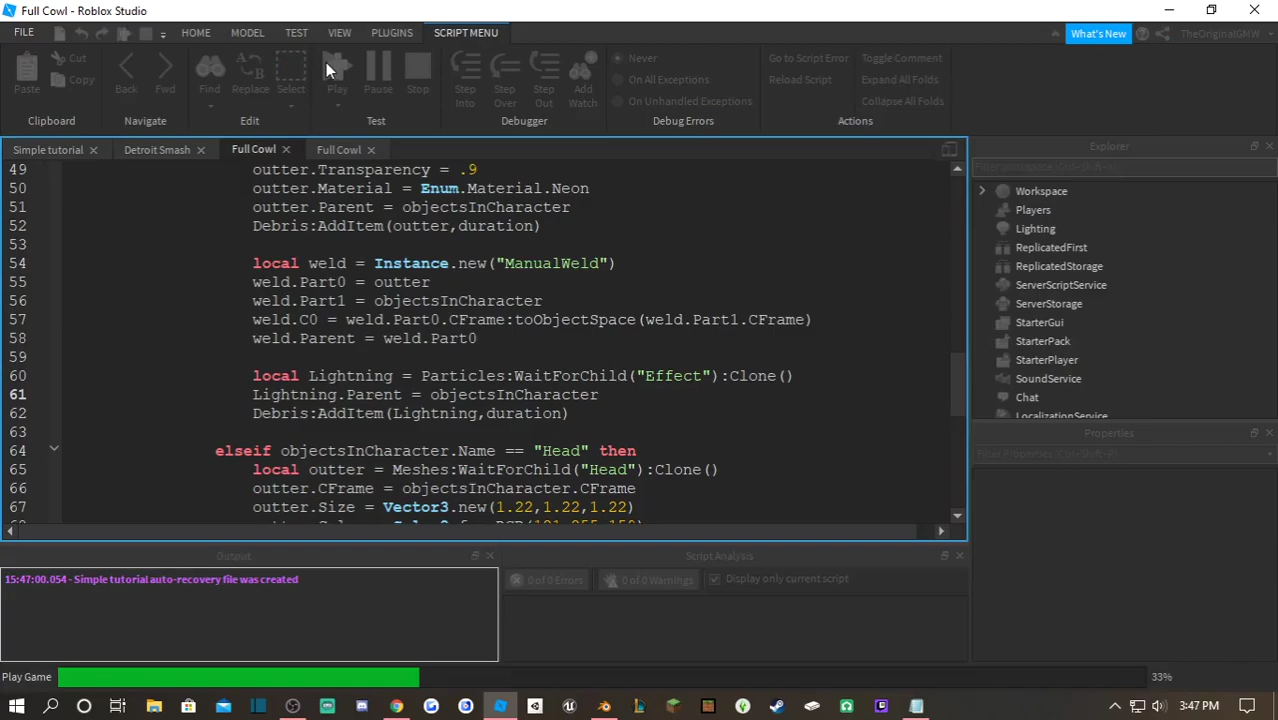 Full Cowl - Roblox Studio
FILE HOME MODEL TEST VIEW PLUGINS SCRIPT MENU What's New TheOriginalGMW
Paste Cut Copy Back Fwd Find Replace Select Play Pause Stop Step Into Step Over Step Out Add Watch Never On All Exceptions On Unhandled Exceptions Go to Script Error Reload Script Toggle Comment Expand All Folds Collapse All Folds
Clipboard Navigate Edit Test Debugger Debug Errors Actions
Simple tutorial Detroit Smash Full Cowl Full Cowl
49 outter.Transparency = .9
50 outter.Material = Enum.Material.Neon
51 outter.Parent = objectsInCharacter
52 Debris:AddItem(outter,duration)
53
54 local weld = Instance.new("ManualWeld")
55 weld.Part0 = outter
56 weld.Part1 = objectsInCharacter
57 weld.C0 = weld.Part0.CFrame:toObjectSpace(weld.Part1.CFrame)
58 weld.Parent = weld.Part0
59
60 local Lightning = Particles:WaitForChild("Effect"):Clone()
61 Lightning.Parent = objectsInCharacter
62 Debris:AddItem(Lightning,duration)
63
64 elseif objectsInCharacter.Name == "Head" then
65 local outter = Meshes:WaitForChild("Head"):Clone()
66 outter.CFrame = objectsInCharacter.CFrame
67 outter.Size = Vector3.new(1.22,1.22,1.22)
Explorer
Workspace
Players
Lighting
ReplicatedFirst
ReplicatedStorage
ServerScriptService
ServerStorage
StarterGui
StarterPack
StarterPlayer
SoundService
Chat
LocalizationService
Properties
Output
15:47:00.054 - Simple tutorial auto-recovery file was created
Script Analysis
0 of 0 Errors 0 of 0 Warnings Display only current script
Play Game 33%
3:47 PM